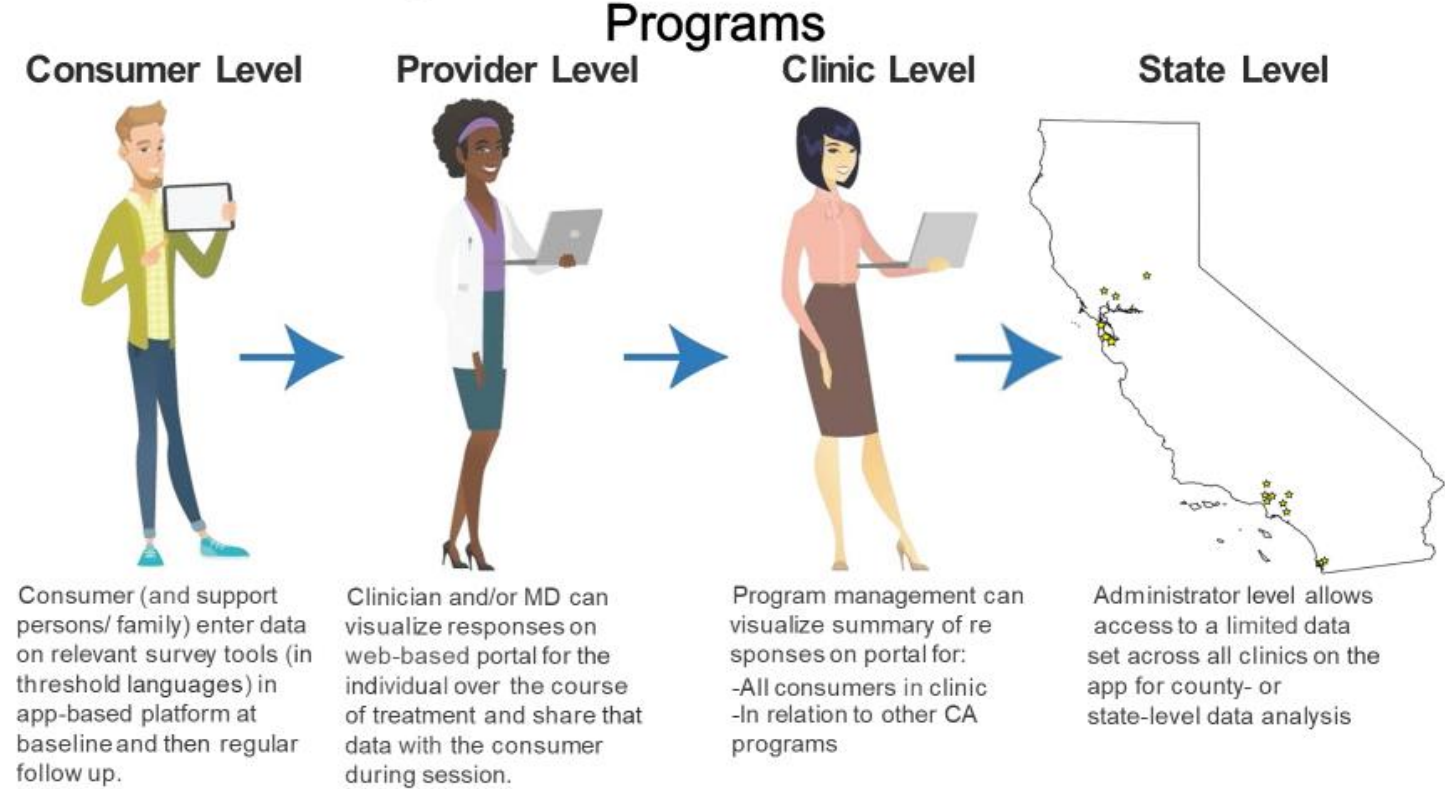 Programs
Consumer Level
Consumer (and support
persons/ family) enter data
on relevant survey tools (in
threshold languages) in
app-based platform at
baseline and then regular
follow up.
Provider Level
Clinician and/or MD can
visualize responses on
web-based portal for the
individual over the course
of treatment and share that
data with the consumer
during session.
Clinic Level
Program management can
visualize summary of re
sponses on portal for:
-All consumers in clinic
-In relation to other CA
programs
State Level
Administrator level allows
access to a limited data
set across all clinics on the
app for county- or
state-level data analysis